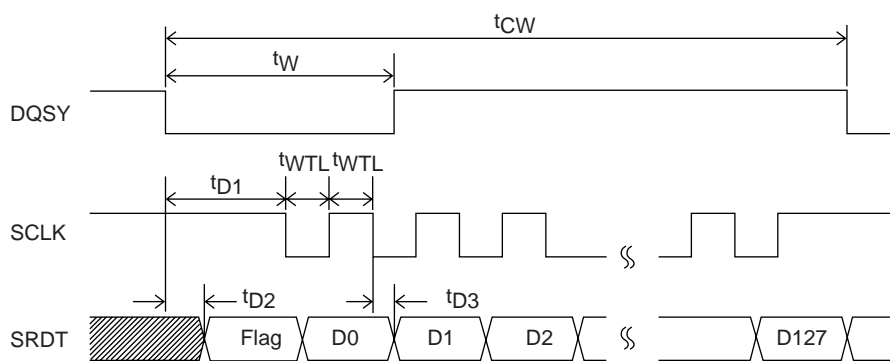 tCW
tW
DQSY
tWTL tWTL
tD1
SCLK
tD2 tD3
SRDT Flag D0 D1 D2 D127